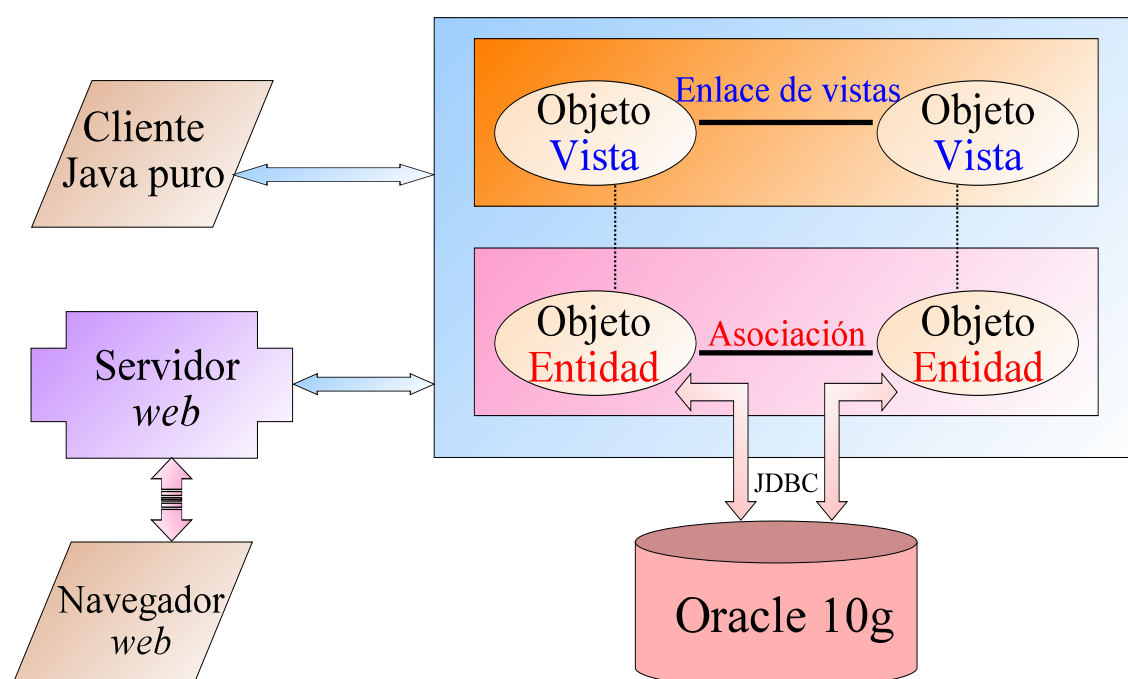 Cliente
Java puro
Objeto
Vista
Enlace de vistas
Objeto
Vista
Objeto
Entidad
Asociación
Objeto
Entidad
Servidor
web
JDBC
Navegador
web
Oracle 10g